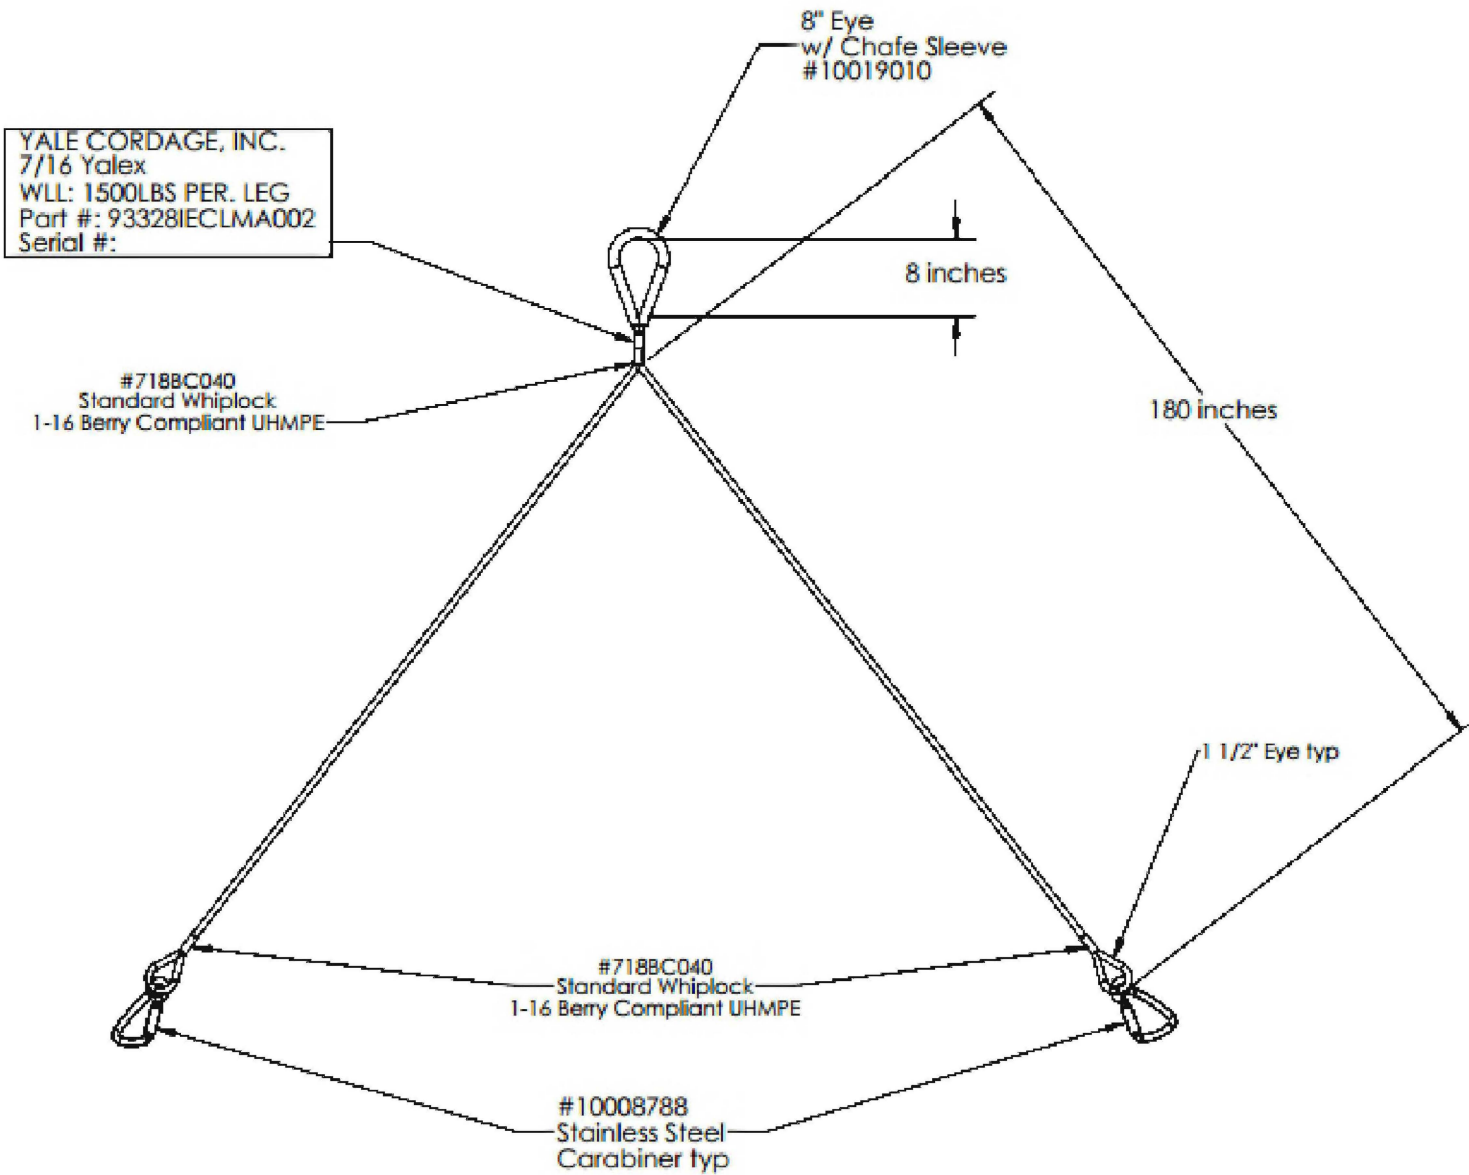 8" Eye
w/ Chafe Sleeve
#10019010
YALE CORDAGE, INC.
7/16 Yalex
WLL: 1500LBS PER. LEG
Part #: 93328IECLMA002
Serial #:
8 inches
#718BC040
Standard Whiplock
1-16 Berry Compliant UHMPE
180 inches
1 1/2" Eye typ
#718BC040
Standard Whiplock
1-16 Berry Compliant UHMPE
#10008788
Stainless Steel
Carabiner typ